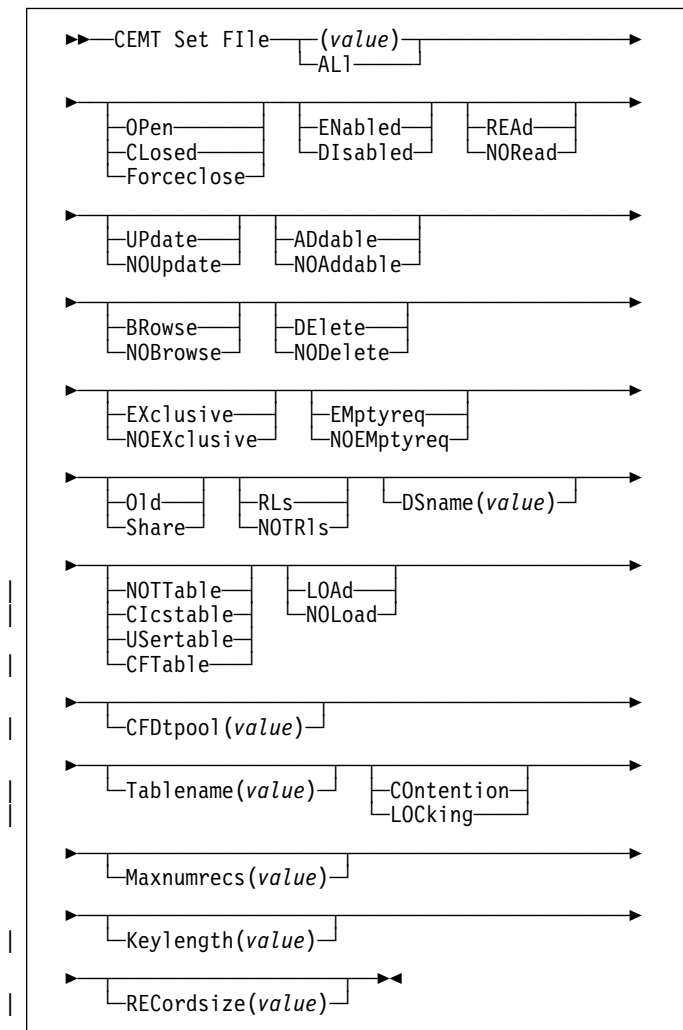 CEMT Set FIle (value)
ALl
OPen ENabled REAd
CLosed DIsabled NORead
Forceclose
UPdate ADdable
NOUpdate NOAddable
BRowse DElete
NOBrowse NODelete
EXclusive EMptyreq
NOEXclusive NOEMptyreq
Old RLs DSname(value)
Share NOTRls
| NOTTable LOAd
| CIcstable NOLoad
USertable
| CFTable
| CFDtpool(value)
| Tablename(value) COntention
| LOCking
Maxnumrecs(value)
| Keylength(value)
| RECordsize(value)